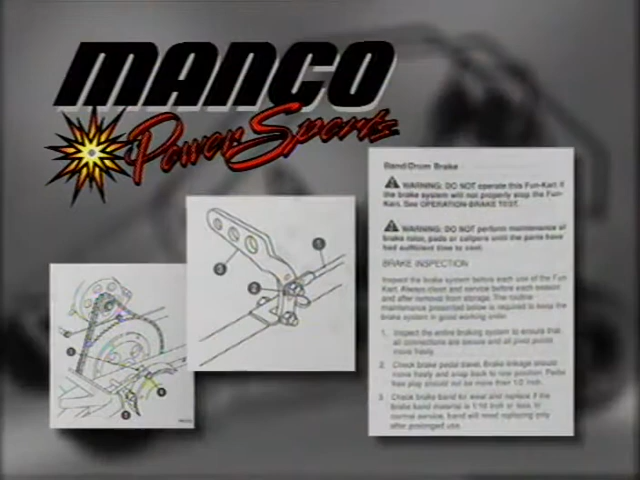 MANCO
Power Sports
Band/Drum Brake
WARNING: DO NOT operate this Fun-Kart if
the brake system will not properly stop the Fun-
Kart. See OPERATION-BRAKE TEST.
WARNING: DO NOT perform maintenance of
brake rotor, pads or calipers until the parts have
had sufficient time to cool.
BRAKE INSPECTION
Inspect the brake system before each use of the Fun
Kart. Always clean and service before each season
and after removal from storage. The routine
maintenance presented below is required to keep the
brake system in good working order.
1. Inspect the entire braking system to ensure that
all connections are secure and all pivot points
move freely.
2. Check brake pedal travel. Brake linkage should
move freely and snap back to rest position. Pedal
free play should not be more than 1/2 inch.
3. Check brake band for wear and replace if the
brake band material is 1/16 inch or less. In
normal service, band will need replacing only
after prolonged use.